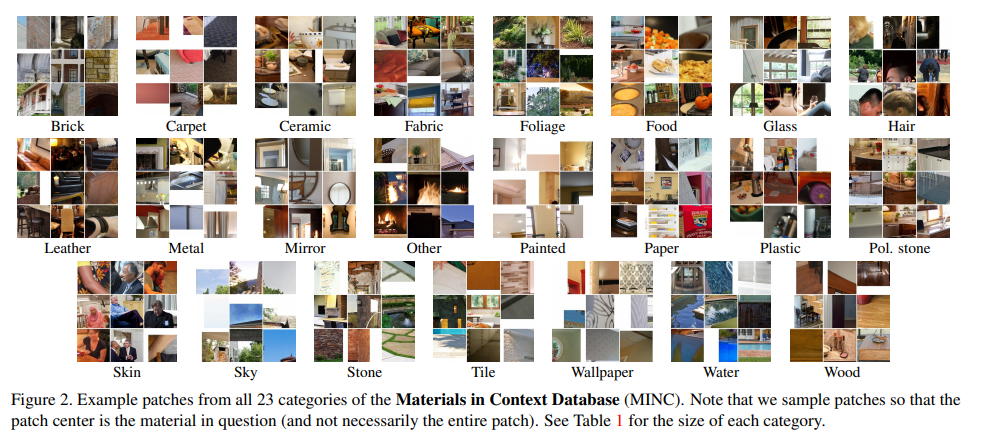 Brick Carpet Ceramic Fabric Foliage Food Glass Hair
Leather Metal Mirror Other Painted Paper Plastic Pol. stone
Skin Sky Stone Tile Wallpaper Water Wood
Figure 2. Example patches from all 23 categories of the Materials in Context Database (MINC). Note that we sample patches so that the
patch center is the material in question (and not necessarily the entire patch). See Table 1 for the size of each category.